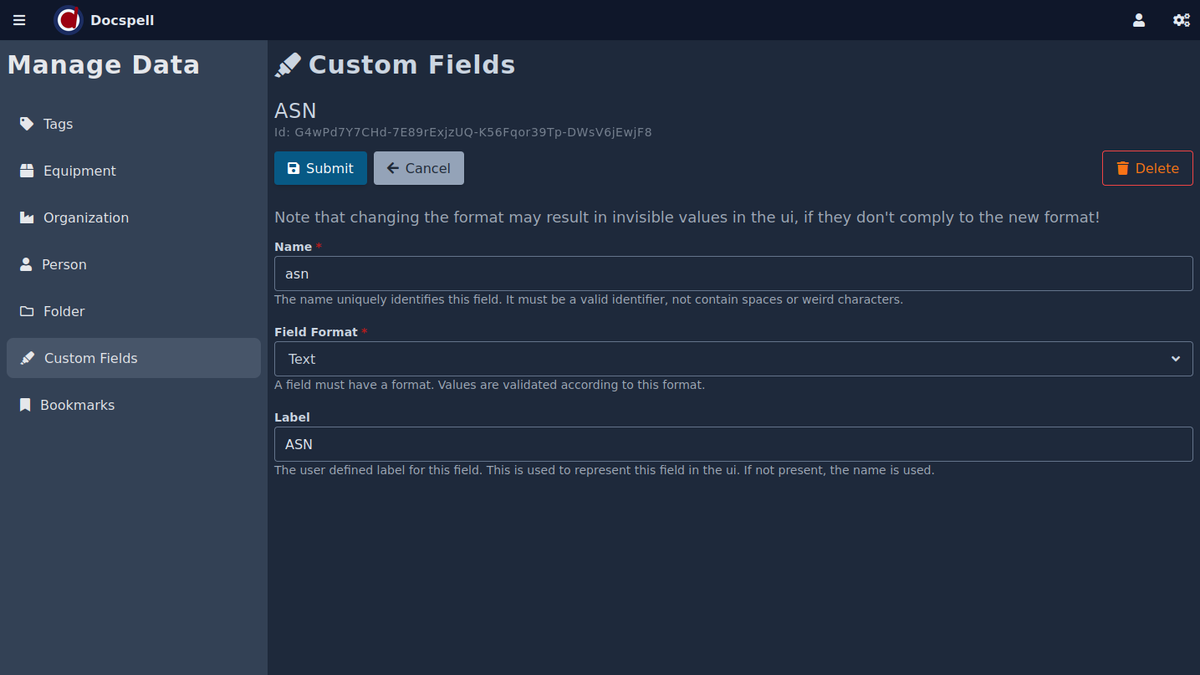 Docspell
Manage Data
Tags
Equipment
Organization
Person
Folder
Custom Fields
Bookmarks
Custom Fields
ASN
Id: G4wPd7Y7CHd-7E89rExjzUQ-K56Fqor39Tp-DWsV6jEwjF8
Submit
Cancel
Delete
Note that changing the format may result in invisible values in the ui, if they don't comply to the new format!
Name *
asn
The name uniquely identifies this field. It must be a valid identifier, not contain spaces or weird characters.
Field Format *
Text
A field must have a format. Values are validated according to this format.
Label
ASN
The user defined label for this field. This is used to represent this field in the ui. If not present, the name is used.